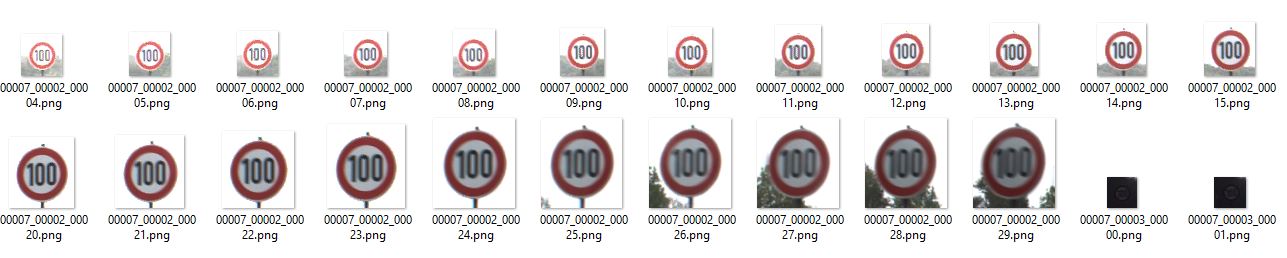 100 100 100 100 100 100 100 100 100 100 100 100
00007_00002_000 00007_00002_000 00007_00002_000 00007_00002_000 00007_00002_000 00007_00002_000 00007_00002_000 00007_00002_000 00007_00002_000 00007_00002_000 00007_00002_000 00007_00002_000
04.png 05.png 06.png 07.png 08.png 09.png 10.png 11.png 12.png 13.png 14.png 15.png
100 100 100 100 100 100 100 100 100 100
00007_00002_000 00007_00002_000 00007_00002_000 00007_00002_000 00007_00002_000 00007_00002_000 00007_00002_000 00007_00002_000 00007_00002_000 00007_00002_000 00007_00003_000 00007_00003_000
20.png 21.png 22.png 23.png 24.png 25.png 26.png 27.png 28.png 29.png 00.png 01.png